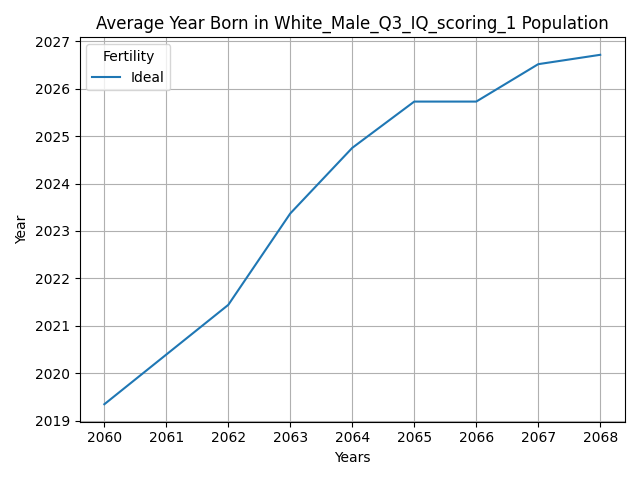 Average Year Born in White_Male_Q3_IQ_scoring_1 Population
Fertility
Ideal
Year
2027
2026
2025
2024
2023
2022
2021
2020
2019
2060 2061 2062 2063 2064 2065 2066 2067 2068
Years